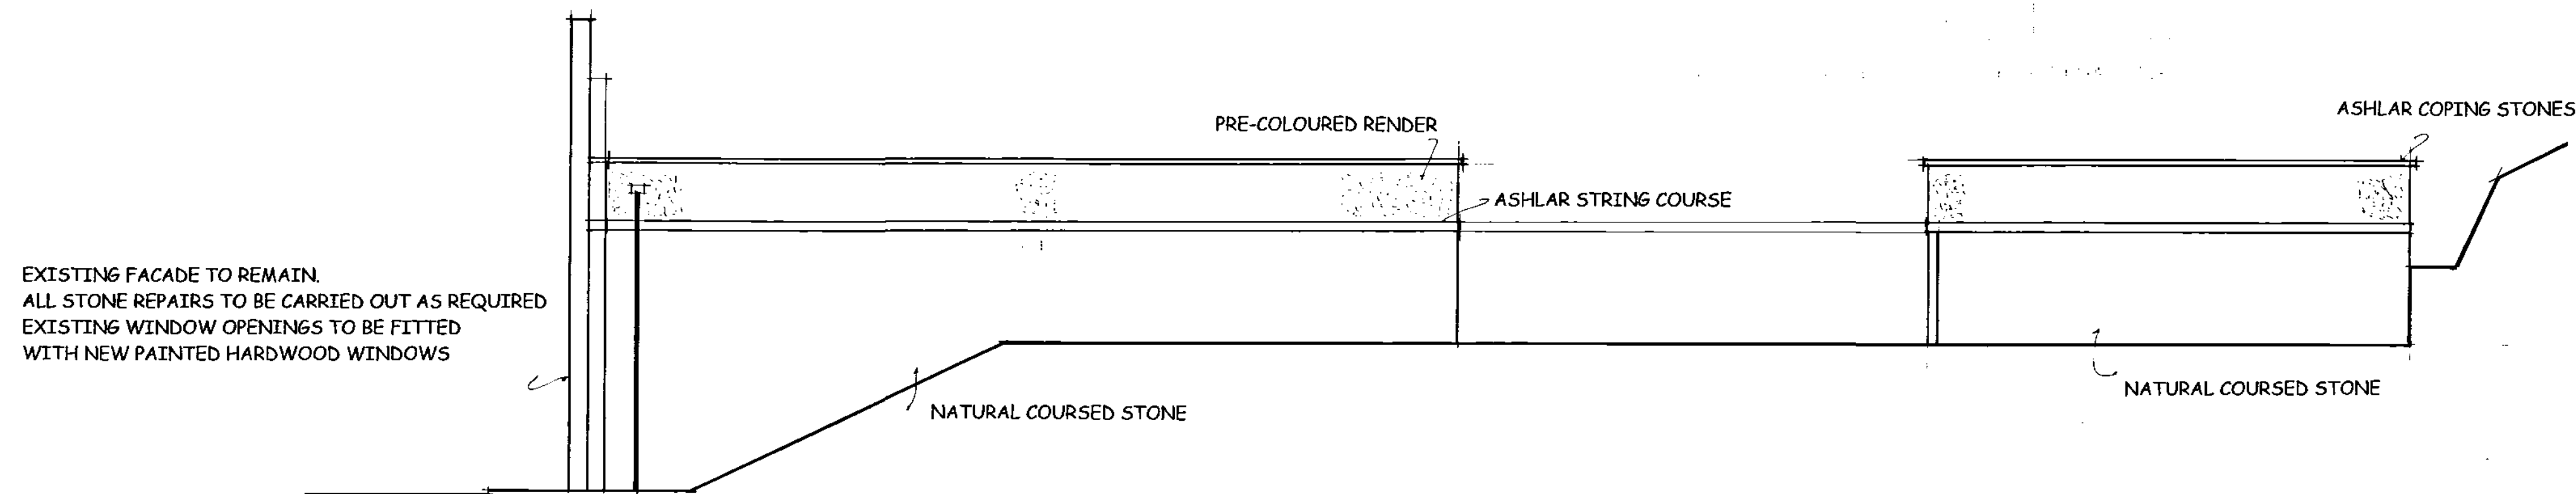 ASHLAR COPING STONES
PRE-COLOURED RENDER
ASHLAR STRING COURSE
EXISTING FACADE TO REMAIN.
ALL STONE REPAIRS TO BE CARRIED OUT AS REQUIRED
EXISTING WINDOW OPENINGS TO BE FITTED
WITH NEW PAINTED HARDWOOD WINDOWS
NATURAL COURSED STONE
NATURAL COURSED STONE